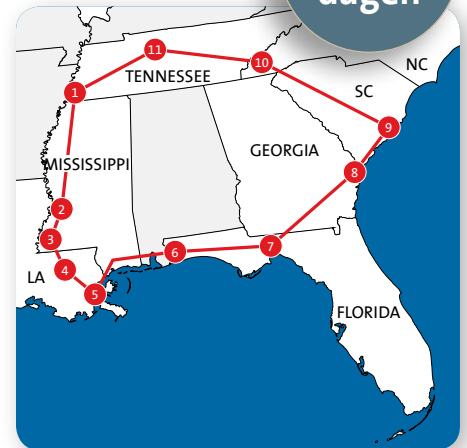 dagen
NC
11
10
TENNESSEE
SC
1
9
GEORGIA
MISSISSIPPI
8
2
3
7
6
4
LA
5
FLORIDA